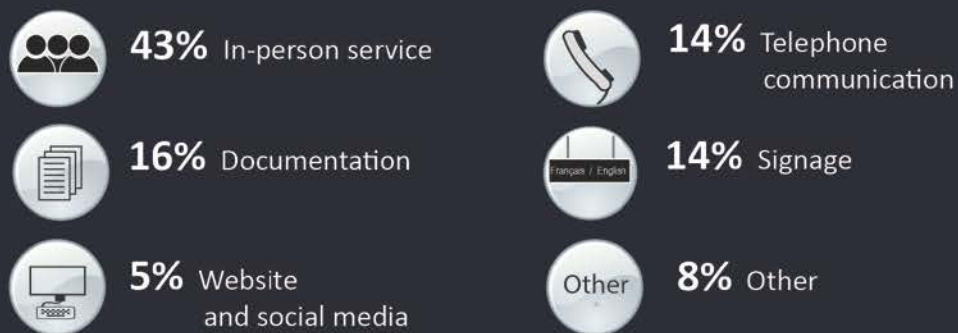 43% In-person service
16% Documentation
5% Website
and social media
14% Telephone
communication
Français / English
14% Signage
Other
8% Other